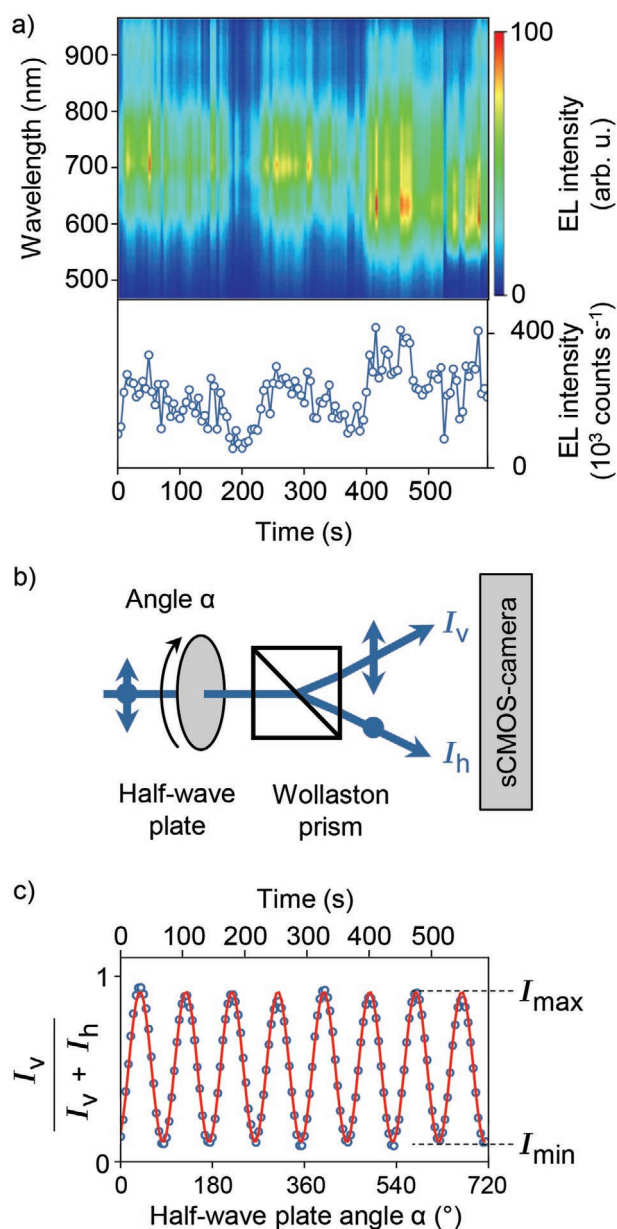 a)
Wavelength (nm)
900
800
700
600
500
100
0
EL intensity
(arb. u.)
400
0
EL intensity
(10³ counts s⁻¹)
0 100 200 300 400 500
Time (s)
b)
Angle α
Half-wave
plate
Wollaston
prism
Iv
Ih
sCMOS-camera
c)
Time (s)
0 100 200 300 400 500
1
0
Iv
Iv + Ih
Imax
Imin
0 180 360 540 720
Half-wave plate angle α (°)